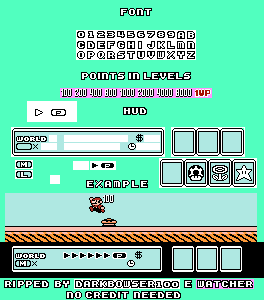 FONT
0123456789AB
CDEFGHIJKLMN
OPQRSTUVWXYZ
POINTS IN LEVELS
100 200 400 800 1000 2000 4000 8000 1UP
P
HUD
WORLD $
X
M
L
P
EXAMPLE
100
WORLD P $
M X
RIPPED BY DARKBOWSER100 E WATCHER
NO CREDIT NEEDED